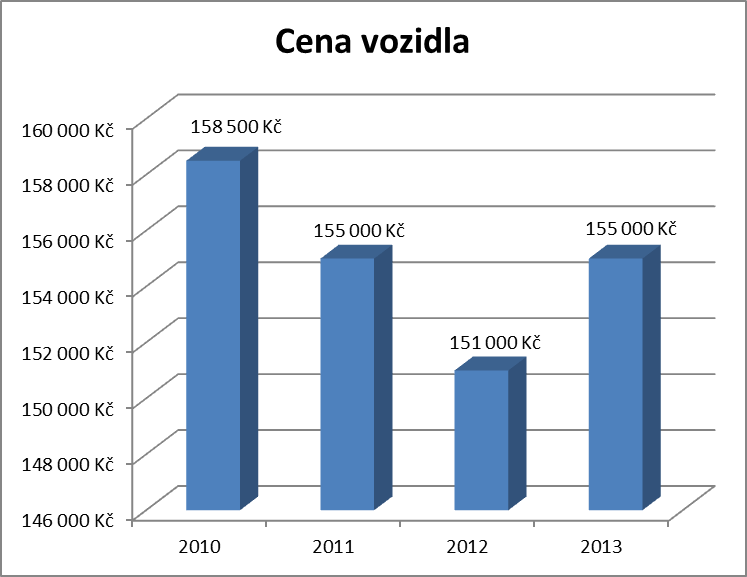 Cena vozidla
160 000 Kč
158 000 Kč
156 000 Kč
154 000 Kč
152 000 Kč
150 000 Kč
148 000 Kč
146 000 Kč
158 500 Kč
155 000 Kč
151 000 Kč
155 000 Kč
2010
2011
2012
2013